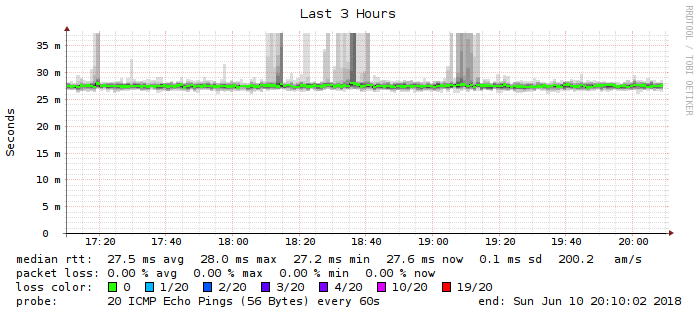 Last 3 Hours
RRDTOOL / TOBI OETIKER
Seconds
35 m
30 m
25 m
20 m
15 m
10 m
5 m
0
17:20 17:40 18:00 18:20 18:40 19:00 19:20 19:40 20:00
median rtt: 27.5 ms avg 28.0 ms max 27.2 ms min 27.6 ms now 0.1 ms sd 200.2 am/s
packet loss: 0.00 % avg 0.00 % max 0.00 % min 0.00 % now
loss color: 0 1/20 2/20 3/20 4/20 10/20 19/20
probe: 20 ICMP Echo Pings (56 Bytes) every 60s end: Sun Jun 10 20:10:02 2018